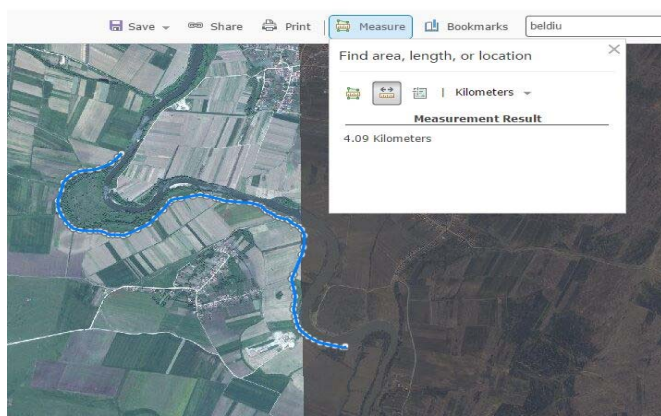 Save Share Print Measure Bookmarks beldiu
Find area, length, or location
Kilometers
Measurement Result
4.09 Kilometers